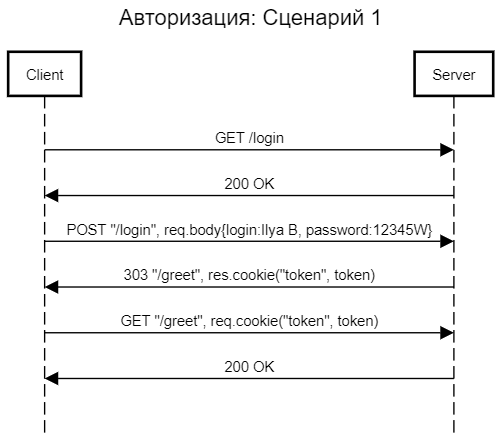 Авторизация: Сценарий 1
Client
Server
GET /login
200 OK
POST "/login", req.body{login:Ilya B, password:12345W}
303 "/greet", res.cookie("token", token)
GET "/greet", req.cookie("token", token)
200 OK